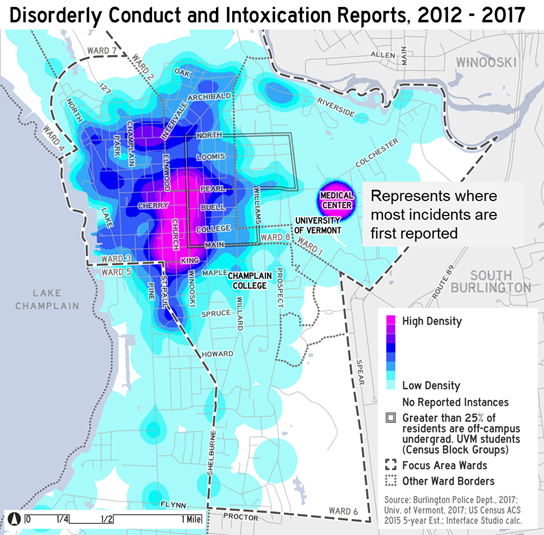 Disorderly Conduct and Intoxication Reports, 2012 - 2017
WARD 7
WARD 2
ALLEN
MAIN
WINOOSKI
OAK
127
NORTH
INTERVALE
ARCHIBALD
RIVERSIDE
CHAMPLAIN
PARK
NORTH
WARD 4
ELMWOOD
LOOMIS
COLCHESTER
PEARL
WILLIAMS
MEDICAL
CENTER
Represents where
most incidents are
first reported
CHERRY
BUELL
LAKE
CHURCH
COLLEGE
UNIVERSITY
OF VERMONT
WARD 8
WARD 1
MAIN
WARD 3
WARD 5
KING
MAPLE
CHAMPLAIN
COLLEGE
PROSPECT
ROUTE 89
SOUTH
BURLINGTON
LAKE
CHAMPLAIN
PINE
ST. PAUL
WINOOSKI
WILLARD
SPRUCE
HOWARD
SPEAR
SHELBURNE
High Density
Low Density
No Reported Instances
Greater than 25% of
residents are off-campus
undergrad. UVM students
(Census Block Groups)
Focus Area Wards
Other Ward Borders
Source: Burlington Police Dept., 2017;
Univ. of Vermont, 2017; US Census ACS
2015 5-year Est.; Interface Studio calc.
FLYNN
PROCTOR
WARD 6
0 1/4 1/2 1 Mile